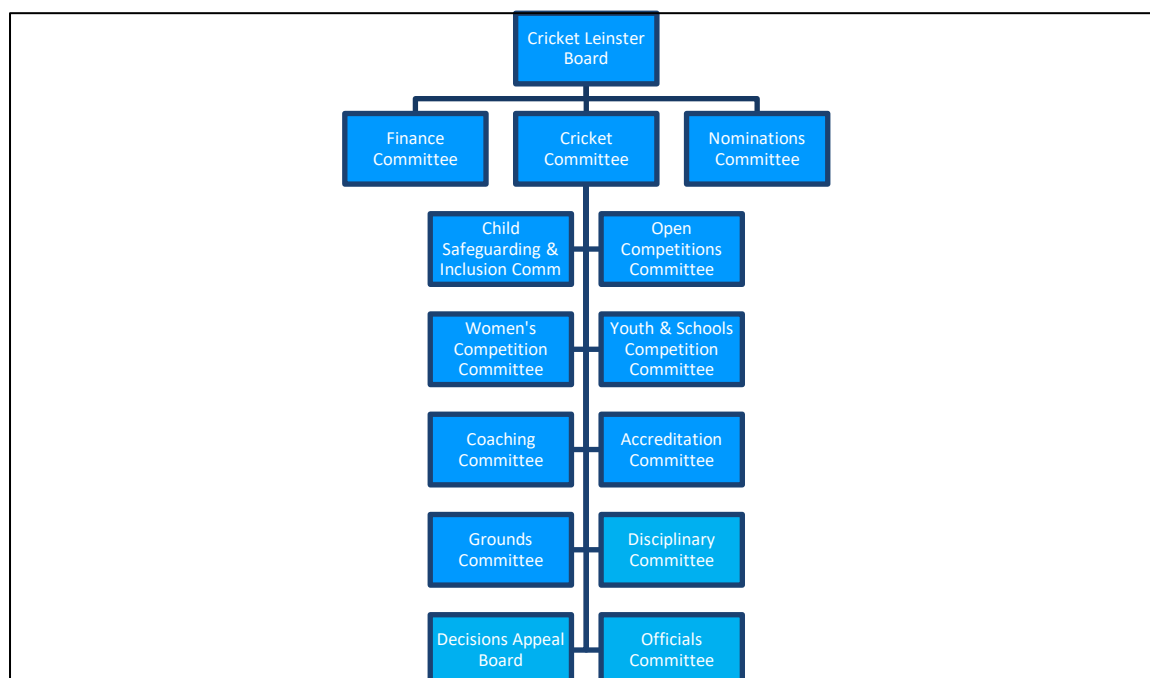 Cricket Leinster
Board
Finance
Committee
Cricket
Committee
Nominations
Committee
Child
Safeguarding &
Inclusion Comm
Open
Competitions
Committee
Women's
Competition
Committee
Youth & Schools
Competition
Committee
Coaching
Committee
Accreditation
Committee
Grounds
Committee
Disciplinary
Committee
Decisions Appeal
Board
Officials
Committee